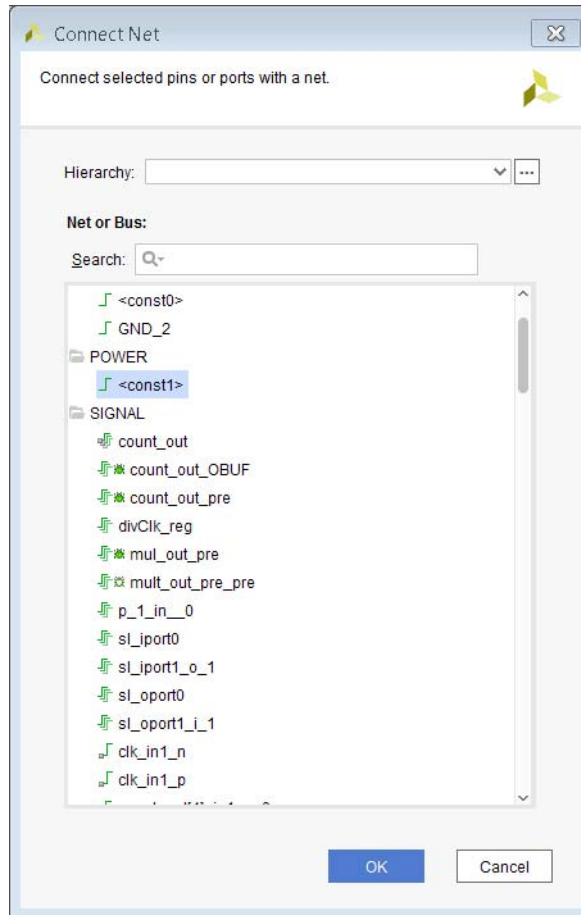 Connect Net
Connect selected pins or ports with a net.
Hierarchy:
Net or Bus:
Search:
<const0>
GND_2
POWER
<const1>
SIGNAL
count_out
count_out_OBUF
count_out_pre
divClk_reg
mul_out_pre
mult_out_pre_pre
p_1_in__0
sl_iport0
sl_iport1_o_1
sl_oport0
sl_oport1_i_1
clk_in1_n
clk_in1_p
OK Cancel